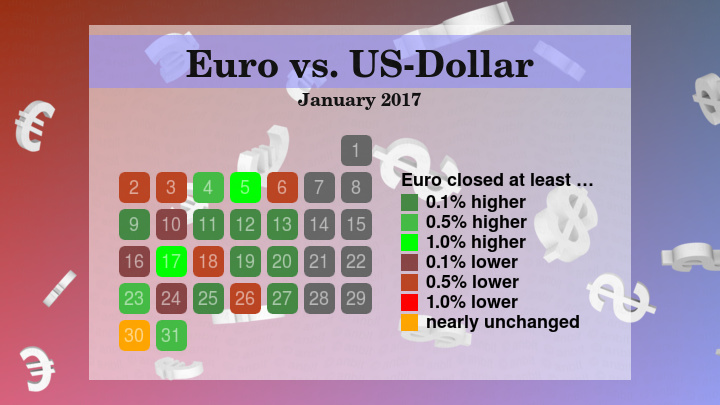 Euro vs. US-Dollar
January 2017
1
2 3 4 5 6 7 8
9 10 11 12 13 14 15
16 17 18 19 20 21 22
23 24 25 26 27 28 29
30 31
Euro closed at least …
0.1% higher
0.5% higher
1.0% higher
0.1% lower
0.5% lower
1.0% lower
nearly unchanged